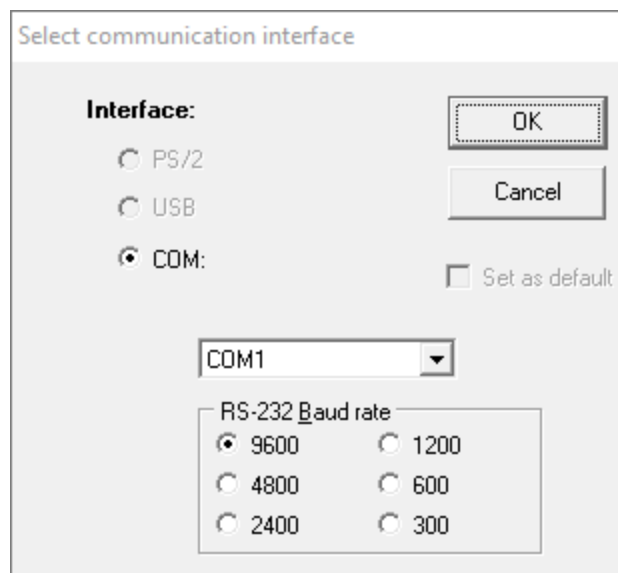 Select communication interface
Interface:
OK
PS/2
Cancel
USB
COM:
Set as default
COM1
RS-232 Baud rate
9600 1200
4800 600
2400 300